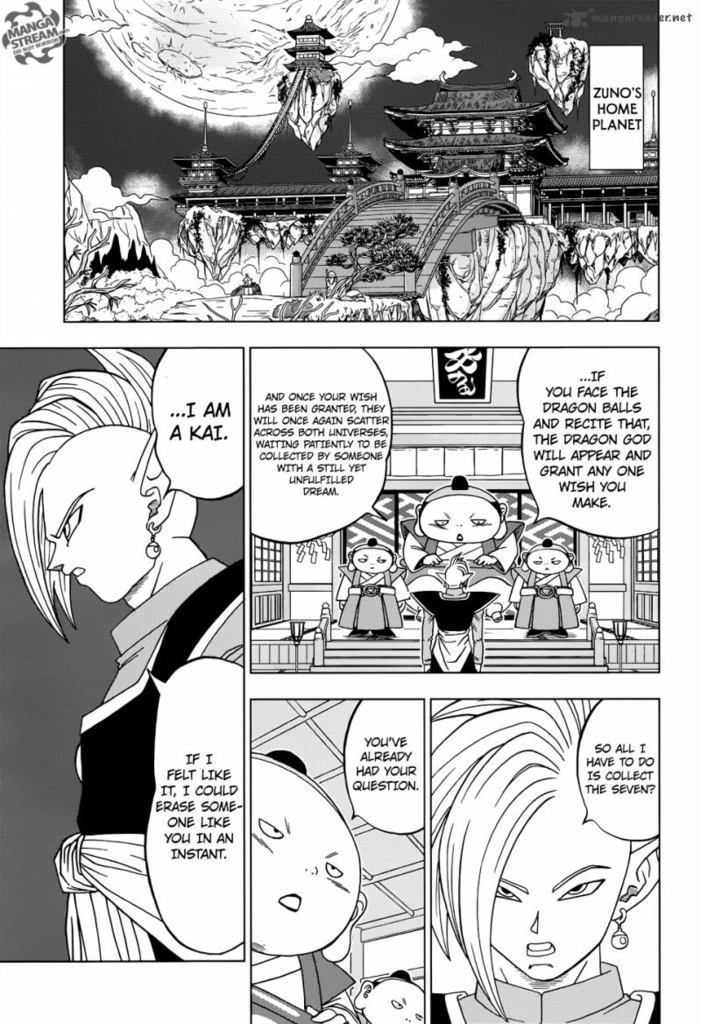 MANGA
STREAM
DO NOT MIRROR
mangareader.net
ZUNO'S
HOME
PLANET
...IF
YOU FACE THE
DRAGON BALLS
AND RECITE THAT,
THE DRAGON GOD
WILL APPEAR AND
GRANT ANY ONE
WISH YOU
MAKE.
AND ONCE YOUR WISH
HAS BEEN GRANTED, THEY
WILL ONCE AGAIN SCATTER
ACROSS BOTH UNIVERSES,
WAITING PATIENTLY TO BE
COLLECTED BY SOMEONE
WITH A STILL YET
UNFULFILLED
DREAM.
SO ALL I
HAVE TO DO
IS COLLECT
THE SEVEN?
YOU'VE
ALREADY
HAD YOUR
QUESTION.
...I AM
A KAI.
IF I
FELT LIKE
IT, I COULD
ERASE SOME-
ONE LIKE
YOU IN AN
INSTANT.